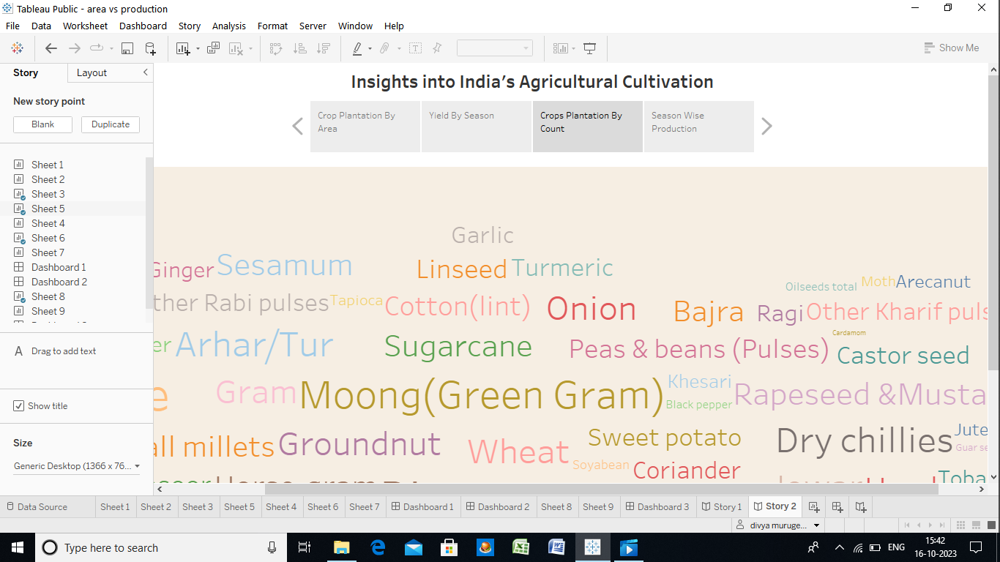 Tableau Public - area vs production
File Data Worksheet Dashboard Story Analysis Format Server Window Help
Show Me
Story Layout
New story point
Blank Duplicate
Sheet 1
Sheet 2
Sheet 3
Sheet 5
Sheet 4
Sheet 6
Sheet 7
Dashboard 1
Dashboard 2
Sheet 8
Sheet 9
A Drag to add text
Show title
Size
Generic Desktop (1366 x 76...
Insights into India's Agricultural Cultivation
Crop Plantation By
Area
Yield By Season
Crops Plantation By
Count
Season Wise
Production
Garlic
Ginger Sesamum Linseed Turmeric
Oilseeds total Moth Arecanut
ther Rabi pulses Tapioca Cotton(lint) Onion Bajra Ragi Other Kharif puls
Cardamom
er Arhar/Tur Sugarcane Peas & beans (Pulses) Castor seed
e Gram Moong(Green Gram) Khesari Rapeseed &Musta
Black pepper
all millets Groundnut Wheat Sweet potato Dry chillies Jute
Guar se
Soyabean Coriander
Horse gram Jowar Toba
Data Source Sheet 1 Sheet 2 Sheet 3 Sheet 5 Sheet 4 Sheet 6 Sheet 7 Dashboard 1 Dashboard 2 Sheet 8 Sheet 9 Dashboard 3 Story 1 Story 2
divya muruge...
Type here to search
ENG
15:42
16-10-2023